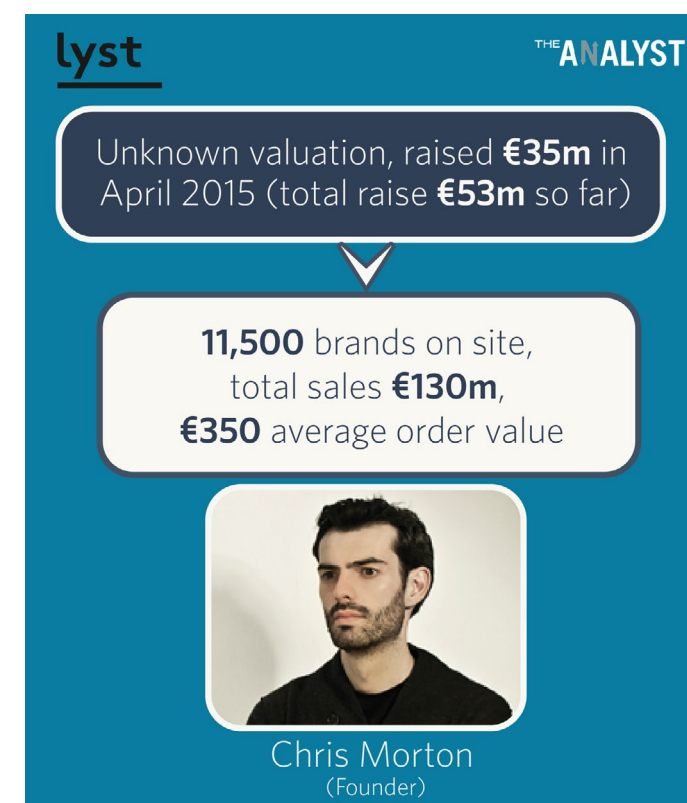 lyst
THE ANALYST
Unknown valuation, raised €35m in
April 2015 (total raise €53m so far)
11,500 brands on site,
total sales €130m,
€350 average order value
Chris Morton
(Founder)